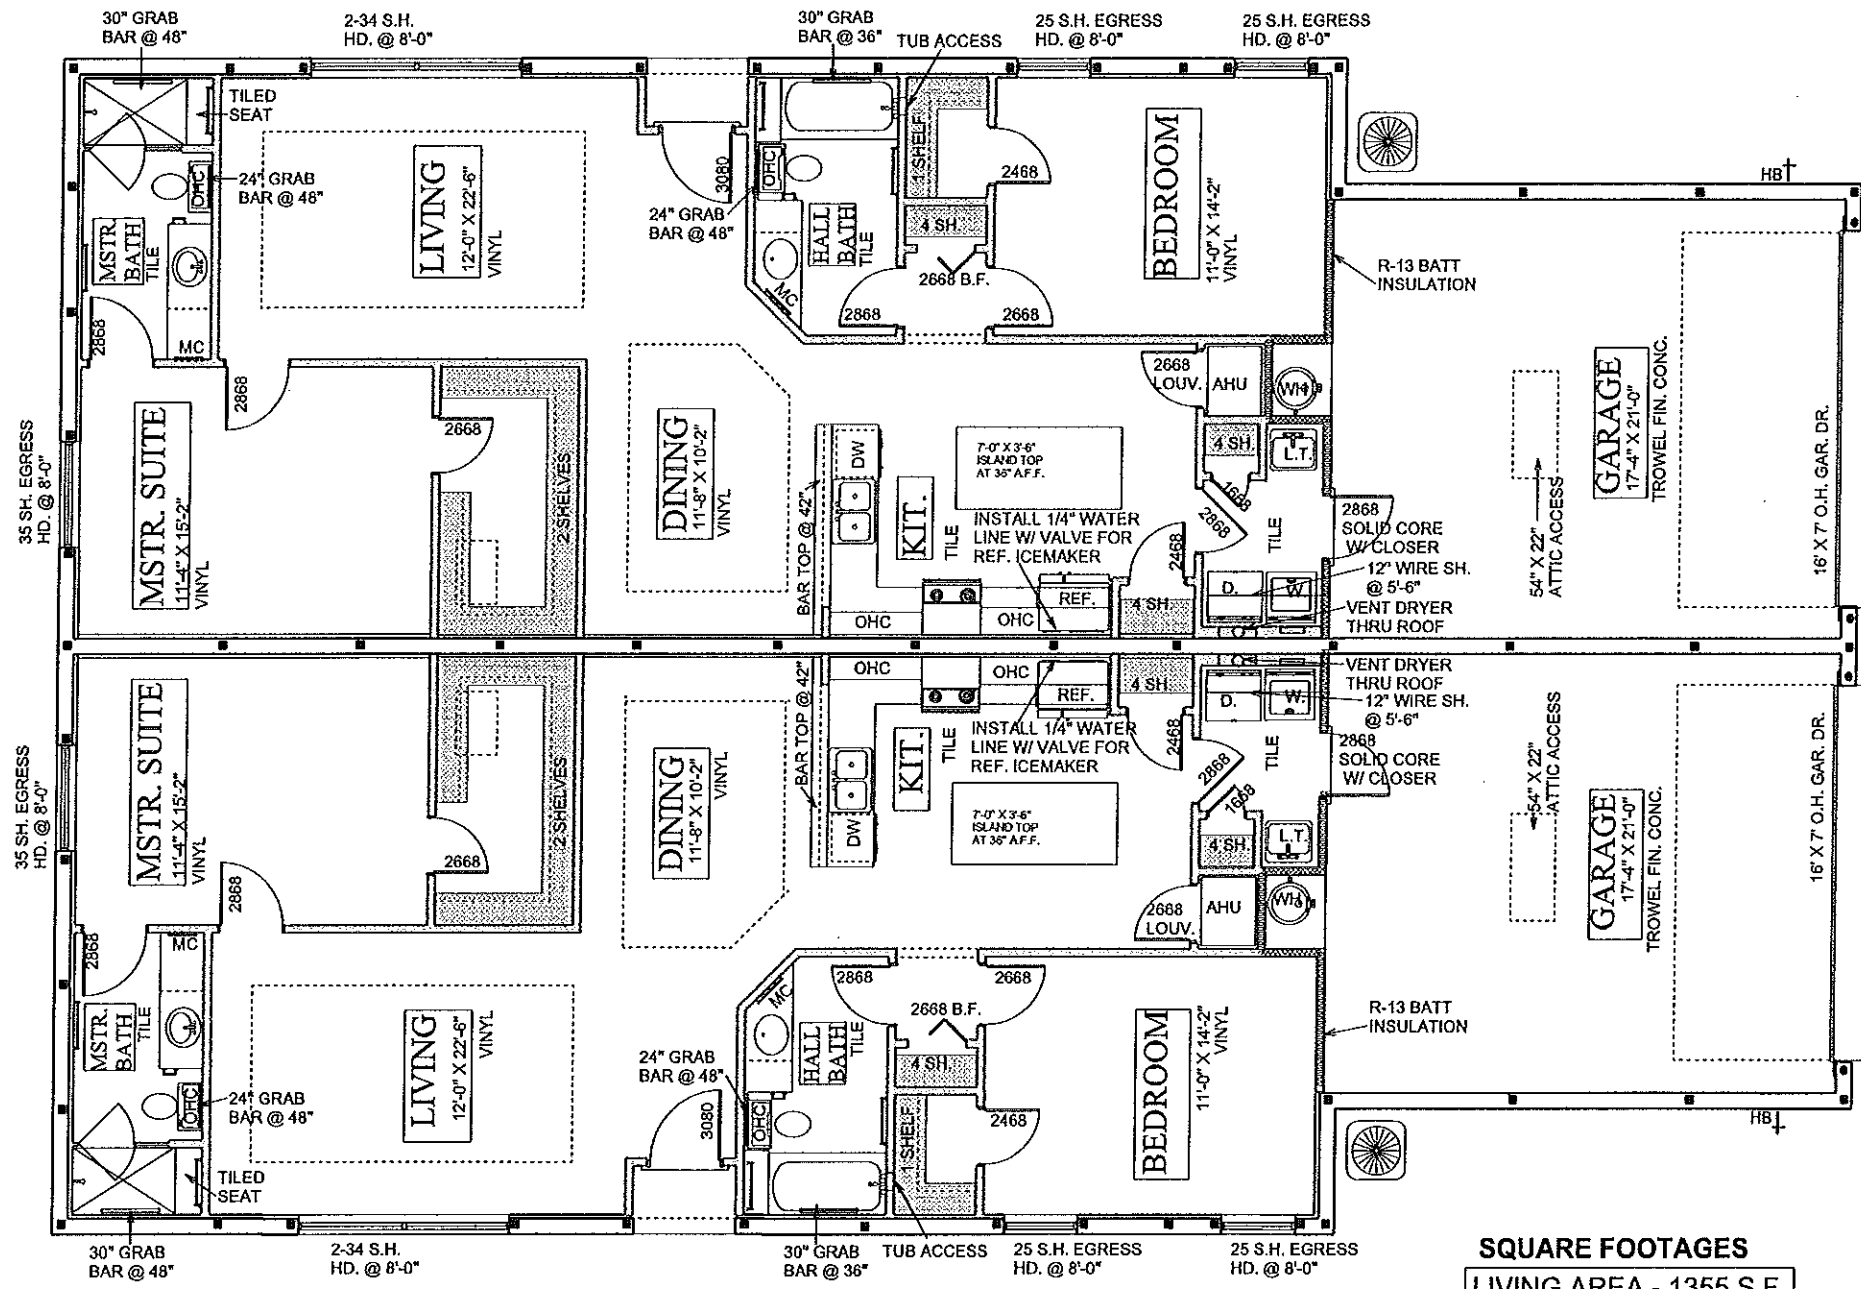 30" GRAB
BAR @ 48"
2-34 S.H.
HD. @ 8'-0"
30" GRAB
BAR @ 36"
TUB ACCESS
25 S.H. EGRESS
HD. @ 8'-0"
25 S.H. EGRESS
HD. @ 8'-0"
TILED
SEAT
24" GRAB
BAR @ 48"
OHC
MSTR.
BATH
TILE
MC
2868
LIVING
12'-0" X 22'-6"
VINYL
3080
24" GRAB
BAR @ 48"
OHC
HALL
BATH
TILE
MC
2868
1 SHELF
2468
4 SH.
2668 B.F.
2668
BEDROOM
11'-0" X 14'-2"
VINYL
HB
R-13 BATT
INSULATION
35 SH. EGRESS
HD. @ 8'-0"
MSTR. SUITE
11'-4" X 15'-2"
VINYL
2868
2668
2 SHELVES
DINING
11'-8" X 10'-2"
VINYL
BAR TOP @ 42"
DW
KIT.
TILE
7'-0" X 3'-6"
ISLAND TOP
AT 36" A.F.F.
INSTALL 1/4" WATER
LINE W/ VALVE FOR
REF. ICEMAKER
OHC
OHC
REF.
2468
4 SH.
2668
LOUV.
AHU
WH
4 SH.
L.T.
1668
2868
TILE
D.
W.
2868
SOLID CORE
W/ CLOSER
12" WIRE SH.
@ 5'-6"
VENT DRYER
THRU ROOF
54" X 22"
ATTIC ACCESS
GARAGE
17'-4" X 21'-0"
TROWEL FIN. CONC.
16' X 7' O.H. GAR. DR.
35 SH. EGRESS
HD. @ 8'-0"
MSTR. SUITE
11'-4" X 15'-2"
VINYL
2868
2668
2 SHELVES
DINING
11'-8" X 10'-2"
VINYL
BAR TOP @ 42"
OHC
OHC
REF.
DW
KIT.
TILE
INSTALL 1/4" WATER
LINE W/ VALVE FOR
REF. ICEMAKER
7'-0" X 3'-6"
ISLAND TOP
AT 36" A.F.F.
4 SH.
2468
D.
W.
VENT DRYER
THRU ROOF
12" WIRE SH.
@ 5'-6"
2868
SOLID CORE
W/ CLOSER
TILE
2868
1668
4 SH.
L.T.
2668
LOUV.
AHU
WH
54" X 22"
ATTIC ACCESS
GARAGE
17'-4" X 21'-0"
TROWEL FIN. CONC.
16' X 7' O.H. GAR. DR.
2868
MC
MSTR.
BATH
TILE
OHC
24" GRAB
BAR @ 48"
TILED
SEAT
LIVING
12'-0" X 22'-6"
VINYL
24" GRAB
BAR @ 48"
3080
MC
HALL
BATH
TILE
OHC
2868
2668
2668 B.F.
4 SH.
1 SHELF
2468
BEDROOM
11'-0" X 14'-2"
VINYL
R-13 BATT
INSULATION
HB
30" GRAB
BAR @ 48"
2-34 S.H.
HD. @ 8'-0"
30" GRAB
BAR @ 36"
TUB ACCESS
25 S.H. EGRESS
HD. @ 8'-0"
25 S.H. EGRESS
HD. @ 8'-0"
SQUARE FOOTAGES
LIVING AREA - 1355 S.F.